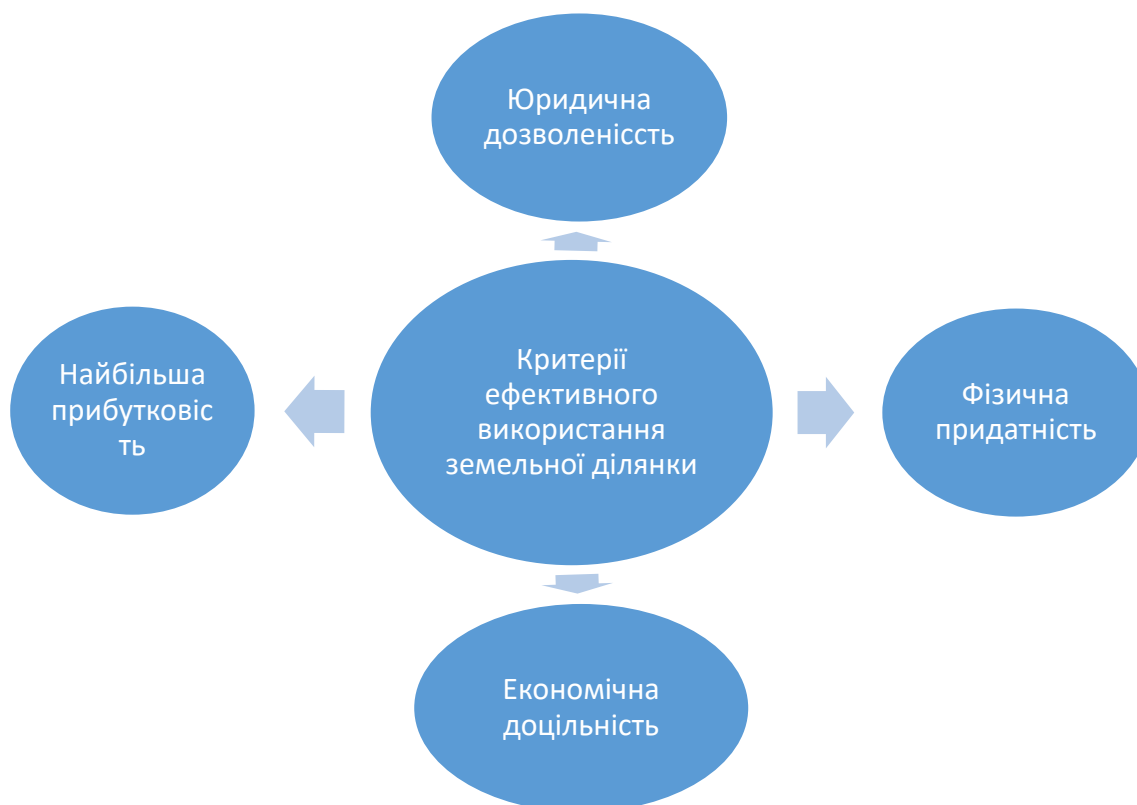 Юридична
дозволеніссть
Найбільша
прибутковіс
ть
Критерії
ефективного
використання
земельної ділянки
Фізична
придатність
Економічна
доцільність